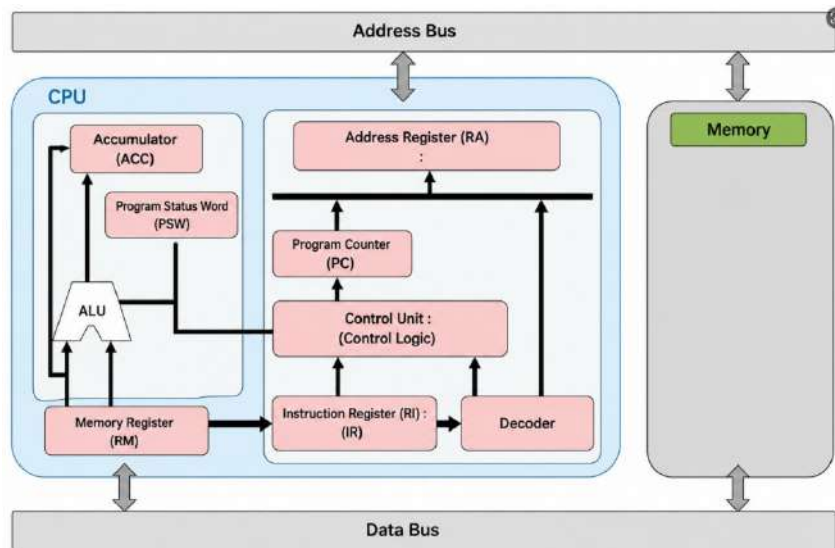 Address Bus
CPU
Accumulator
(ACC)
Program Status Word
(PSW)
ALU
Memory Register
(RM)
Address Register (RA)
:
Program Counter
(PC)
Control Unit :
(Control Logic)
Instruction Register (RI) :
(IR)
Decoder
Memory
Data Bus